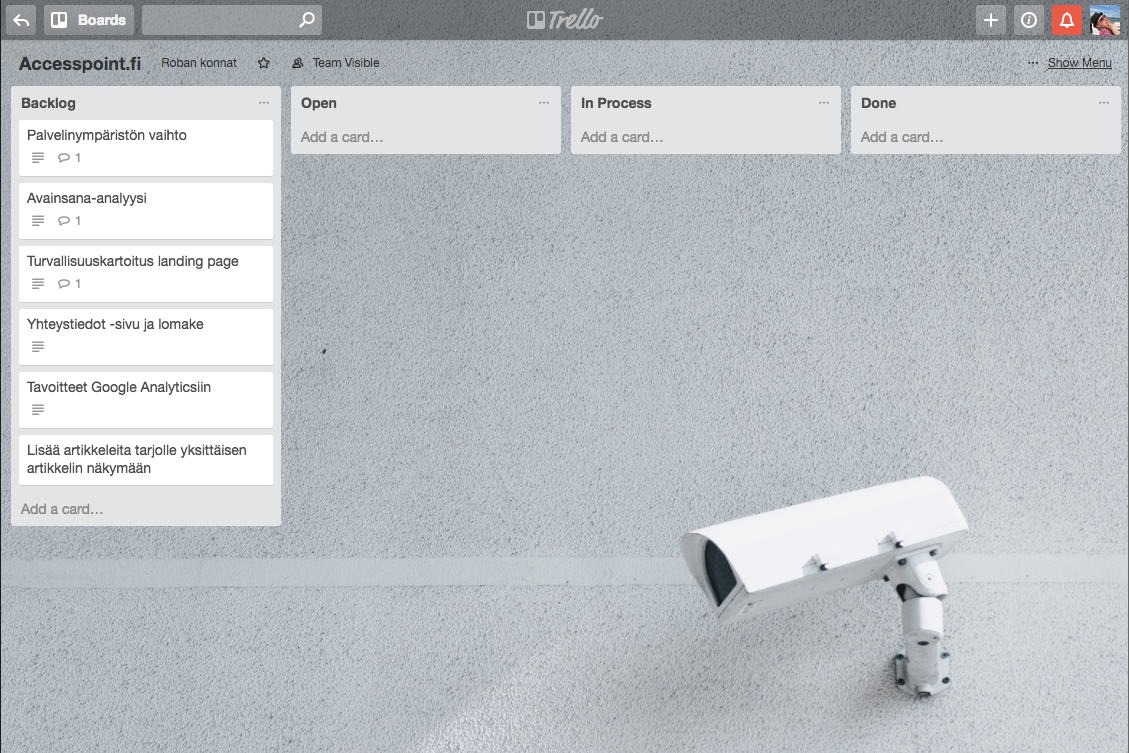 Boards
Trello
Accesspoint.fi
Roban konnat
Team Visible
... Show Menu
Backlog
Palvelinympäristön vaihto
1
Avainsana-analyysi
1
Turvallisuuskartoitus landing page
1
Yhteystiedot -sivu ja lomake
Tavoitteet Google Analyticsiin
Lisää artikkeleita tarjolle yksittäisen
artikkelin näkymään
Add a card…
Open
Add a card…
In Process
Add a card…
Done
Add a card…